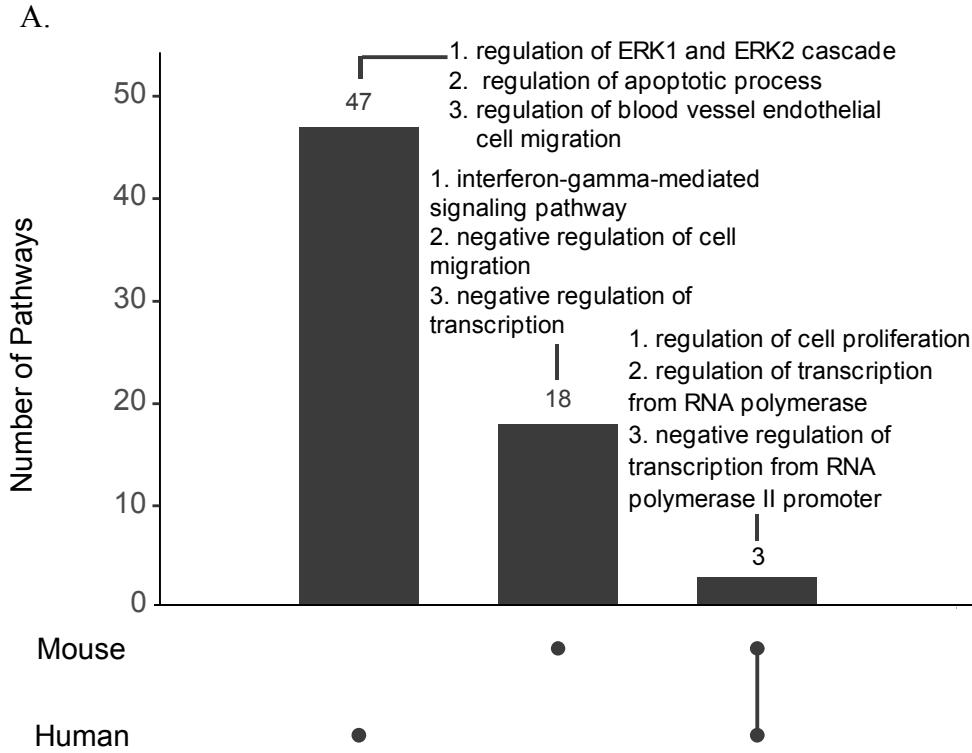 A.
1. regulation of ERK1 and ERK2 cascade
2. regulation of apoptotic process
3. regulation of blood vessel endothelial
cell migration
47
1. interferon-gamma-mediated
signaling pathway
2. negative regulation of cell
migration
3. negative regulation of
transcription
18
1. regulation of cell proliferation
2. regulation of transcription
from RNA polymerase
3. negative regulation of
transcription from RNA
polymerase II promoter
3
Number of Pathways
50
40
30
20
10
0
Mouse
Human